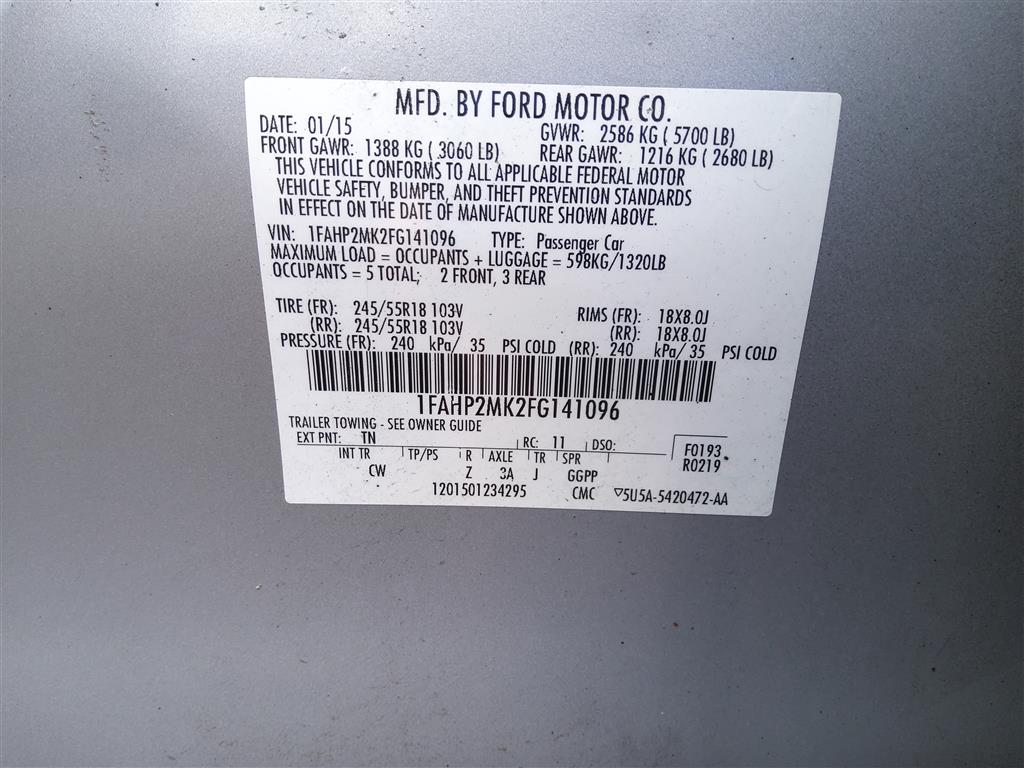 MFD. BY FORD MOTOR CO.
DATE: 01/15 GVWR: 2586 KG ( 5700 LB)
FRONT GAWR: 1388 KG ( 3060 LB) REAR GAWR: 1216 KG ( 2680 LB)
THIS VEHICLE CONFORMS TO ALL APPLICABLE FEDERAL MOTOR
VEHICLE SAFETY, BUMPER, AND THEFT PREVENTION STANDARDS
IN EFFECT ON THE DATE OF MANUFACTURE SHOWN ABOVE.
VIN: 1FAHP2MK2FG141096 TYPE: Passenger Car
MAXIMUM LOAD = OCCUPANTS + LUGGAGE = 598KG/1320LB
OCCUPANTS = 5 TOTAL; 2 FRONT, 3 REAR
TIRE (FR): 245/55R18 103V RIMS (FR): 18X8.0J
(RR): 245/55R18 103V (RR): 18X8.0J
PRESSURE (FR): 240 kPa/ 35 PSI COLD (RR): 240 kPa/ 35 PSI COLD
1FAHP2MK2FG141096
TRAILER TOWING - SEE OWNER GUIDE
EXT PNT: TN RC: 11 DSO: F0193
INT TR TP/PS R AXLE TR SPR R0219
CW Z 3A J GGPP
1201501234295 CMC ▽5U5A-5420472-AA